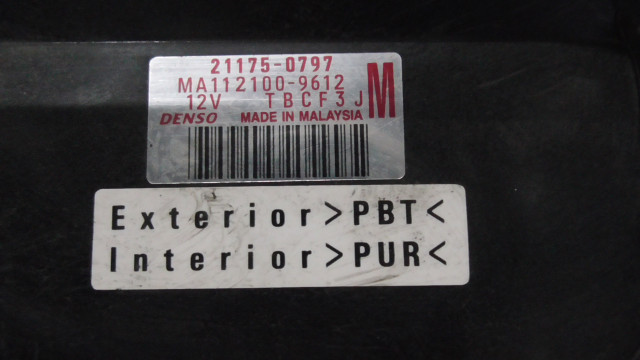 21175-0797
MA112100-9612
12V TBCF3J M
DENSO MADE IN MALAYSIA
Exterior>PBT<
Interior>PUR<